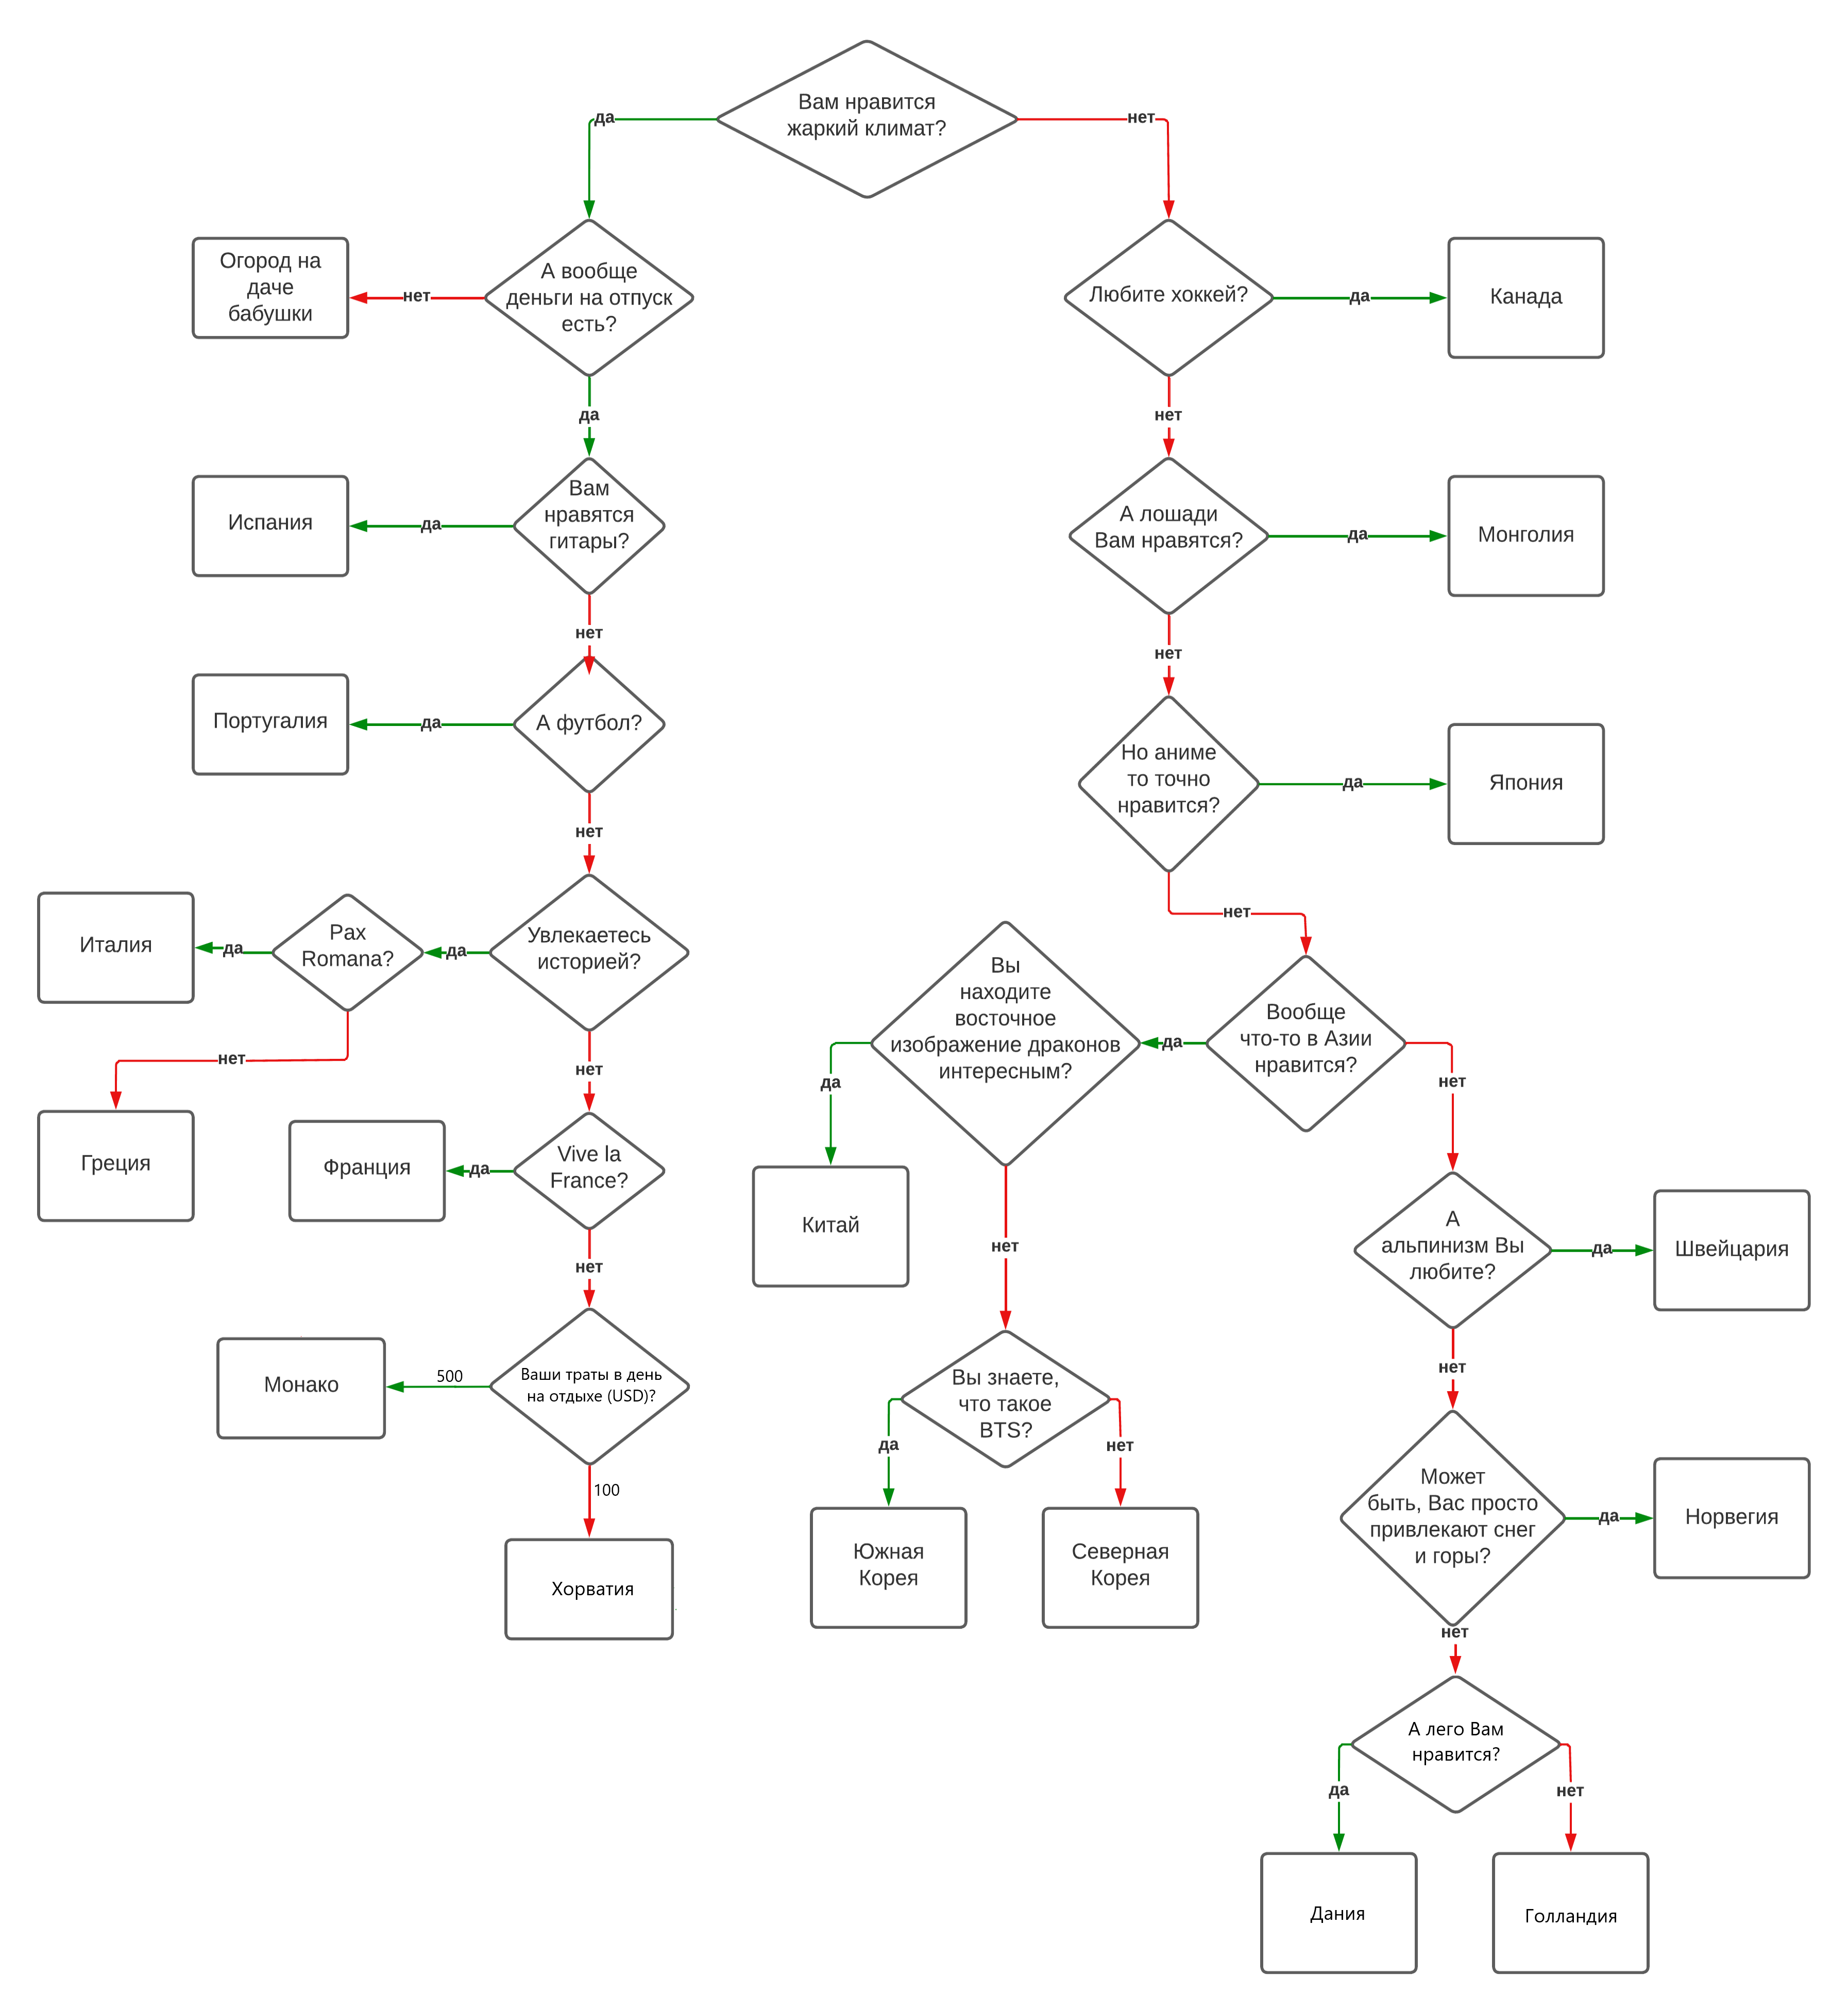 Вам нравится
жаркий климат?
да
нет
Огород на
даче
бабушки
нет
А вообще
деньги на отпуск
есть?
Любите хоккей?
да
Канада
да
нет
Испания
да
Вам
нравятся
гитары?
А лошади
Вам нравятся?
да
Монголия
нет
нет
Португалия
да
А футбол?
Но аниме
то точно
нравится?
да
Япония
нет
нет
Италия
да
Pax
Romana?
да
Увлекаетесь
историей?
Вы
находите
восточное
изображение драконов
интересным?
да
Вообще
что-то в Азии
нравится?
нет
нет
да
нет
Греция
Франция
да
Vive la
France?
Китай
нет
А
альпинизм Вы
любите?
да
Швейцария
нет
нет
Монако
500
Ваши траты в день
на отдыхе (USD)?
Вы знаете,
что такое
BTS?
да
нет
100
Может
быть, Вас просто
привлекают снег
и горы?
да
Норвегия
Хорватия
Южная
Корея
Северная
Корея
нет
А лего Вам
нравится?
да
нет
Дания
Голландия